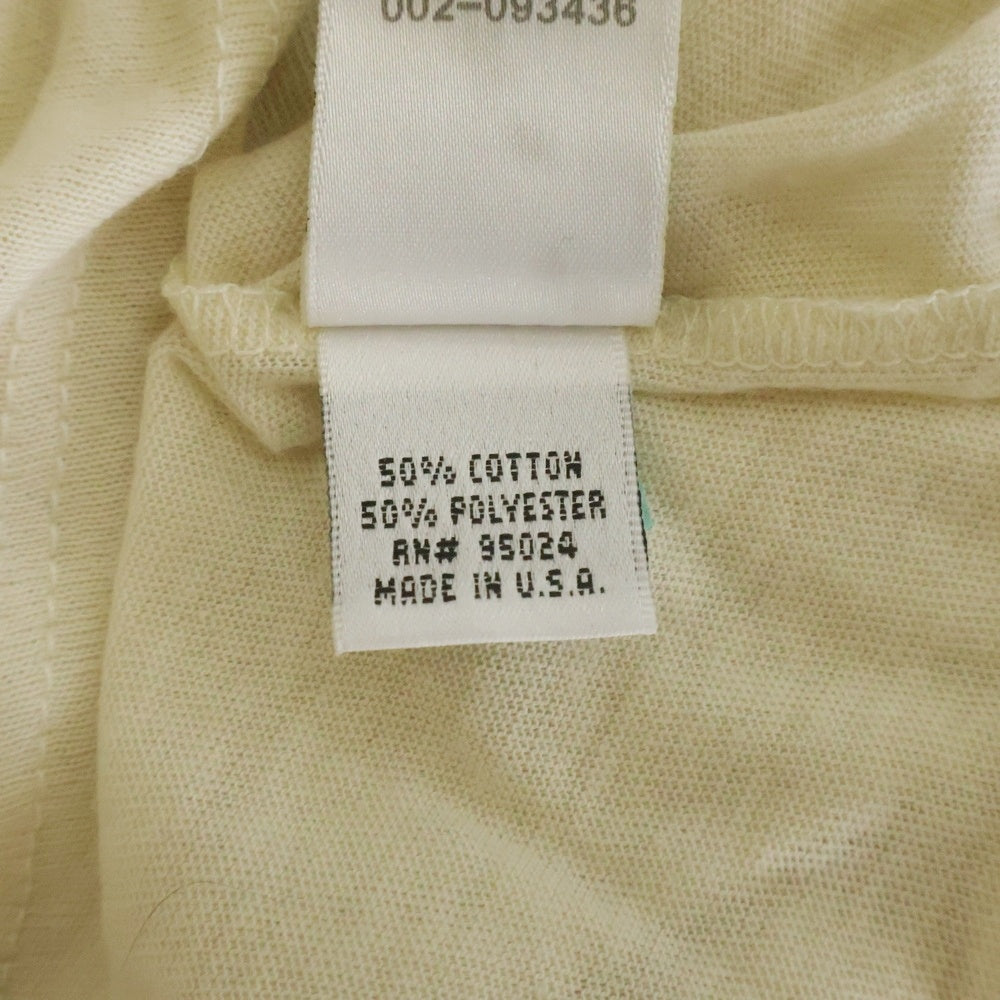 002-093436
50% COTTON
50% POLYESTER
RN# 95024
MADE IN U.S.A.